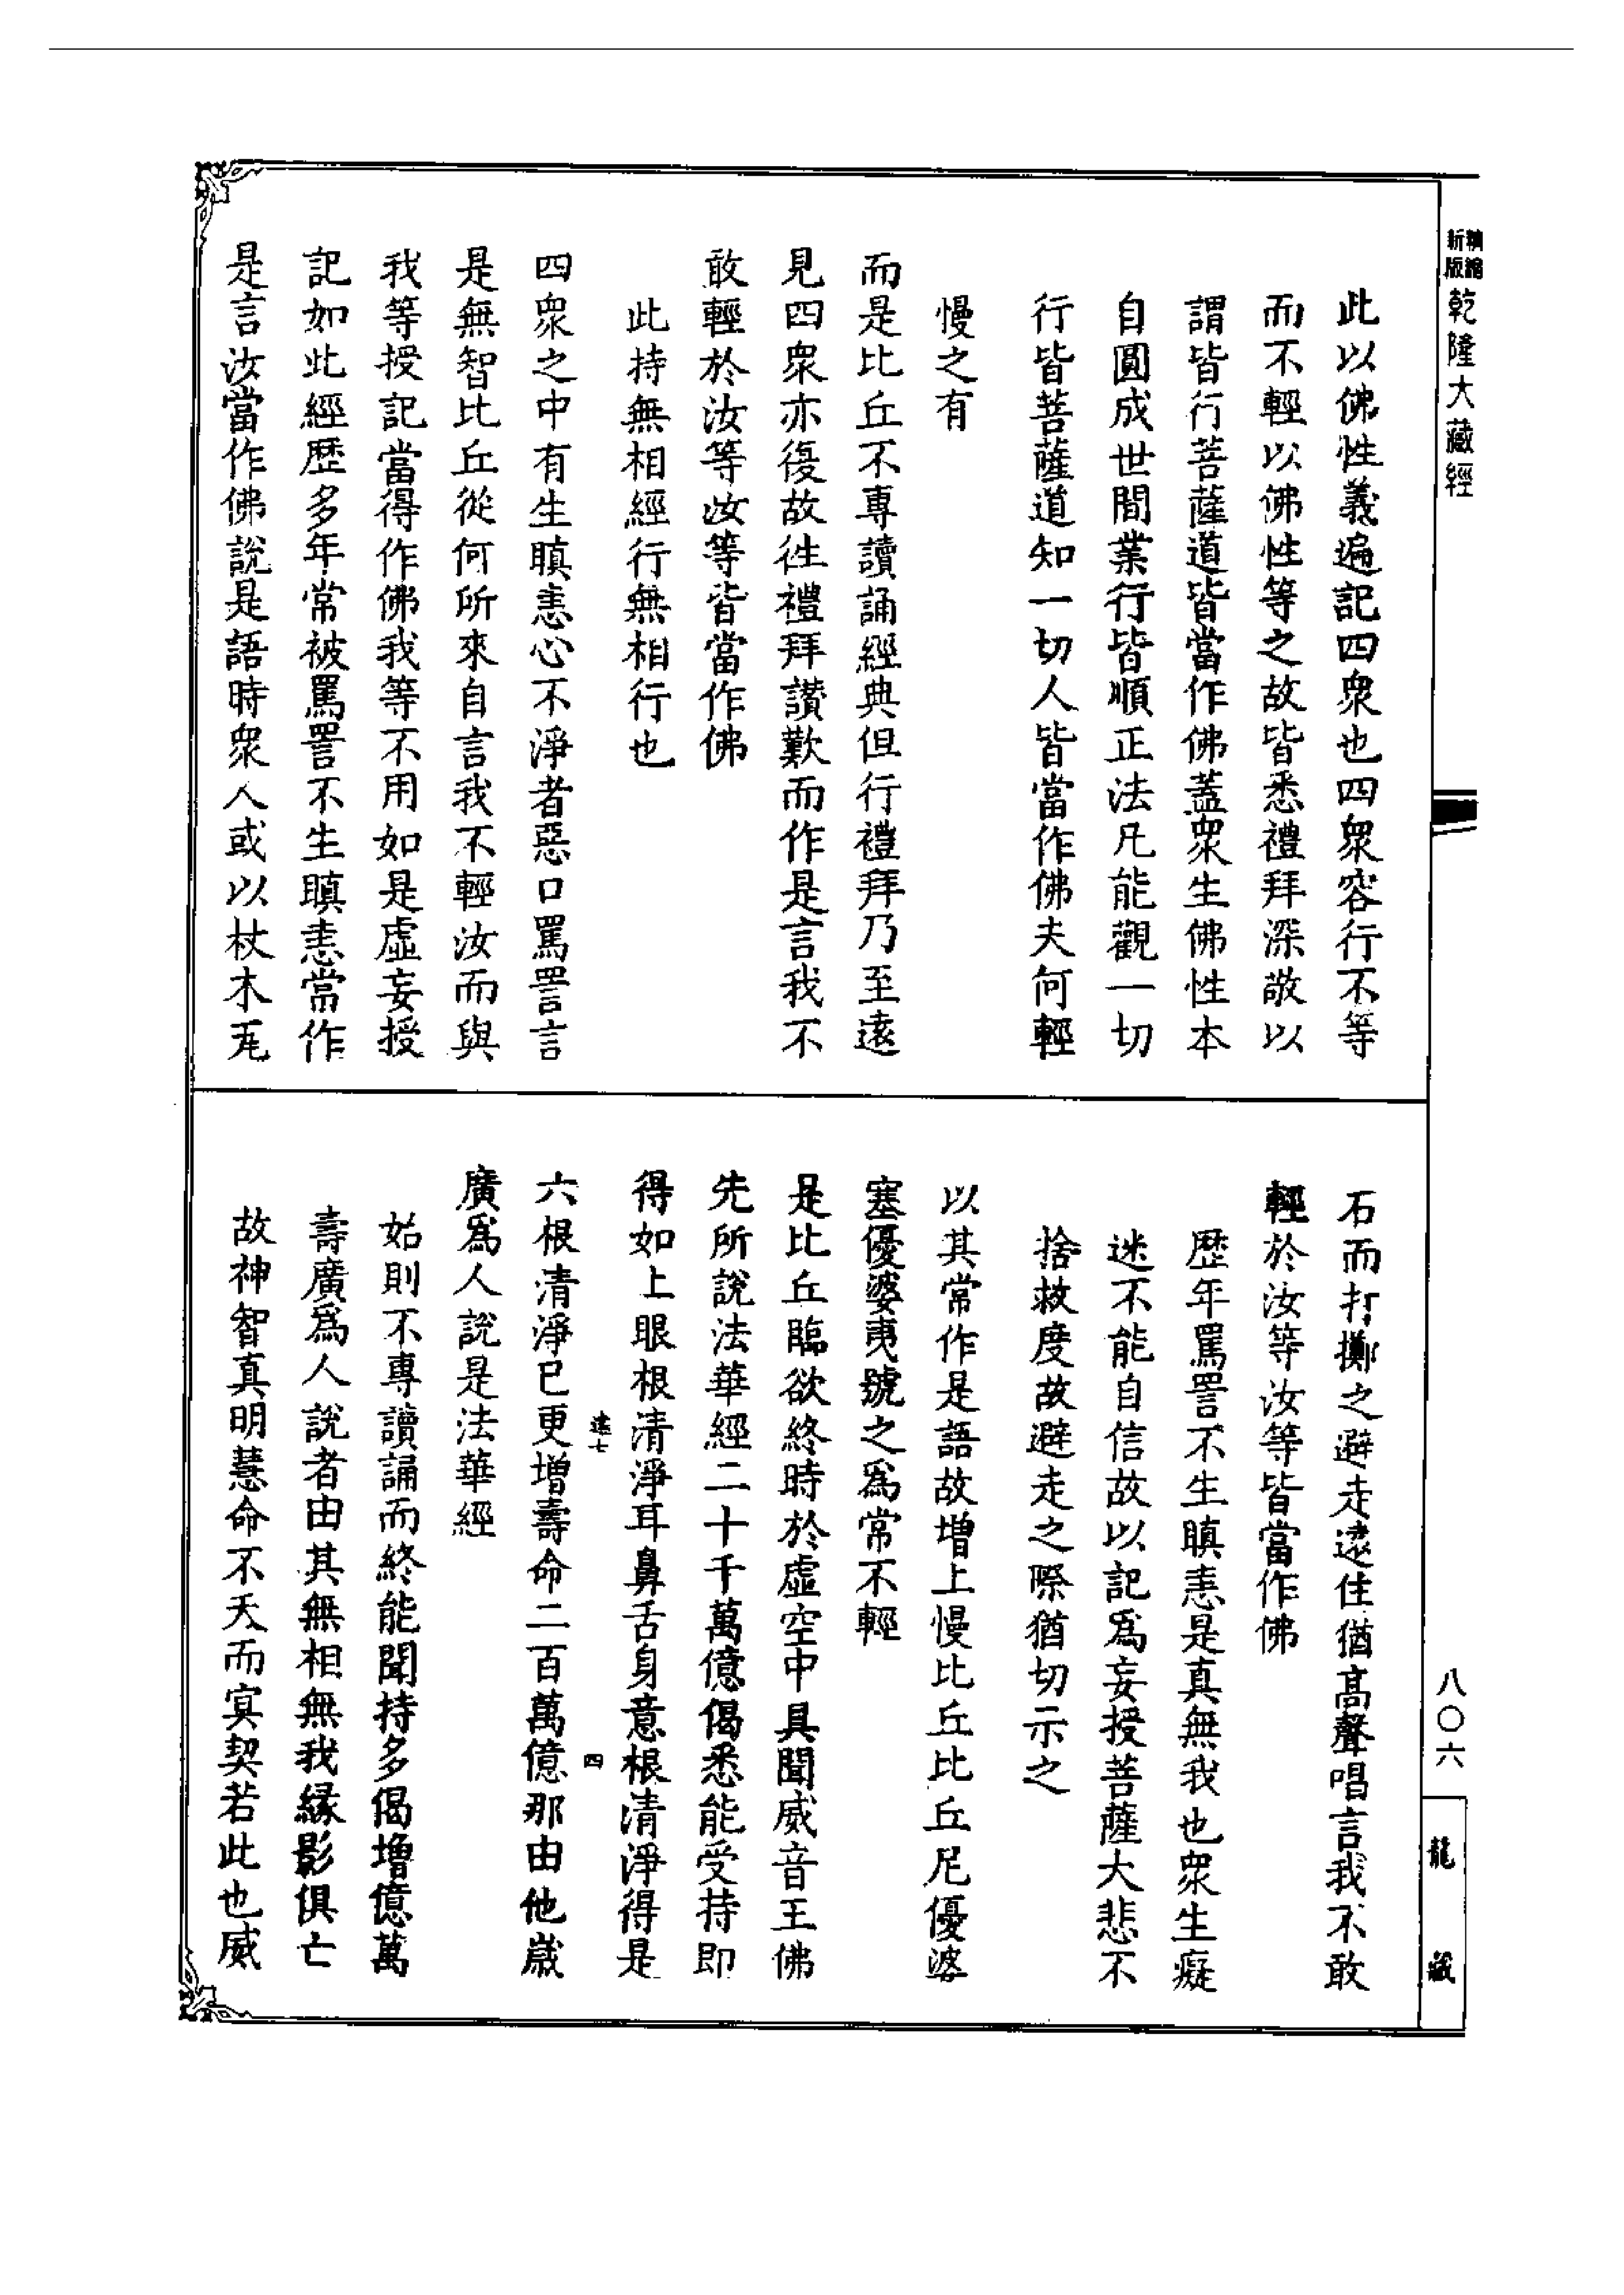 新版精縮乾隆大藏經
此以佛性義遍記四衆也四衆容行不等
而不輕以佛性等之故皆悉禮拜深敬以
謂皆行菩薩道皆當作佛蓋衆生佛性本
自圓成世間業行皆順正法凡能觀一切
行皆菩薩道知一切人皆當作佛夫何輕
慢之有
而是比丘不專讀誦經典但行禮拜乃至遠
見四衆亦復故往禮拜讚歎而作是言我不
敢輕於汝等汝等皆當作佛
此持無相經行無相行也
四衆之中有生瞋恚心不淨者惡口罵詈言
是無智比丘從何所來自言我不輕汝而與
我等授記當得作佛我等不用如是虛妄授
記如此經歷多年常被罵詈不生瞋恚常作
是言汝當作佛說是語時衆人或以杖木瓦
石而打擲之避走遠住猶髙聲唱言我不敢
輕於汝等汝等皆當作佛
歷年罵詈不生瞋恚是真無我也衆生癡
迷不能自信故以記爲妄授菩薩大悲不
捨救度故避走之際猶切示之
以其常作是語故增上慢比丘比丘尼優婆
塞優婆夷號之爲常不輕
是比丘臨欲終時於虛空中具聞威音王佛
先所說法華經二十千萬億偈悉能受持即
得如上眼根清淨耳鼻舌身意根清淨得是
遠七 四
六根清淨已更增壽命二百萬億那由他歲
廣爲人說是法華經
始則不專讀誦而終能聞持多偈增億萬
壽廣爲人說者由其無相無我緣影俱亡
故神智真明慧命不夭而冥契若此也威
八〇六
龍藏